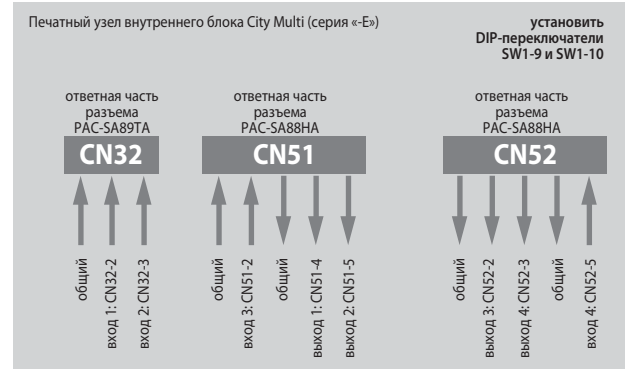 Печатный узел внутреннего блока City Multi (серия «-E»)
установить
DIP-переключатели
SW1-9 и SW1-10
ответная часть
разъема
PAC-SA89TA
CN32
ответная часть
разъема
PAC-SA88HA
CN51
ответная часть
разъема
PAC-SA88HA
CN52
общий
вход 1: CN32-2
вход 2: CN32-3
общий
вход 3: CN51-2
общий
выход 1: CN51-4
выход 2: CN51-5
общий
выход 3: CN52-2
выход 4: CN52-3
общий
вход 4: CN52-5